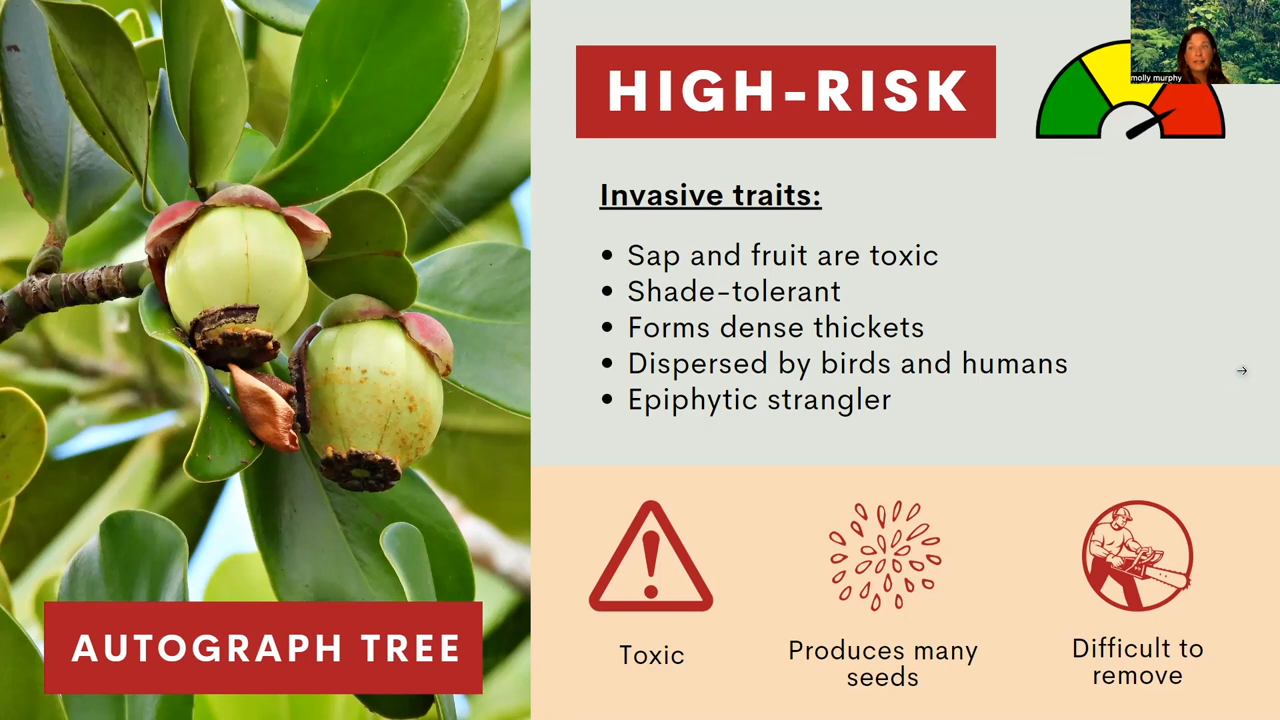 HIGH-RISK
molly murphy
Invasive traits:
• Sap and fruit are toxic
• Shade-tolerant
• Forms dense thickets
• Dispersed by birds and humans
• Epiphytic strangler
AUTOGRAPH TREE
Toxic
Produces many
seeds
Difficult to
remove